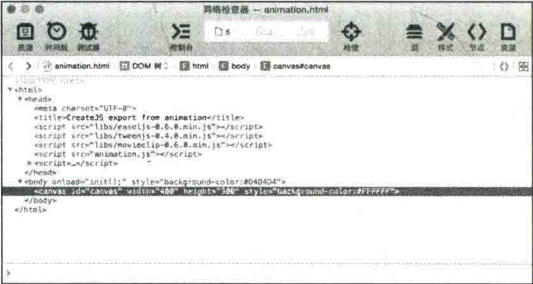 网络检查器 — animation.html
资源 时间线 调试器 控制台 检查 层 样式 节点 资源
6
animation.html DOM 树 html body canvas#canvas
<html>
<head>
<meta charset="UTF-8">
<title>CreateJS export from animation</title>
<script src="libs/easeljs-0.6.0.min.js"></script>
<script src="libs/tweenjs-0.4.0.min.js"></script>
<script src="libs/movieclip-0.6.0.min.js"></script>
<script src="animation.js"></script>
<script>…</script>
</head>
<body onload="init();" style="background-color:#D4D4D4">
<canvas id="canvas" width="400" height="300" style="background-color:#FFFFFF">
</body>
</html>
>